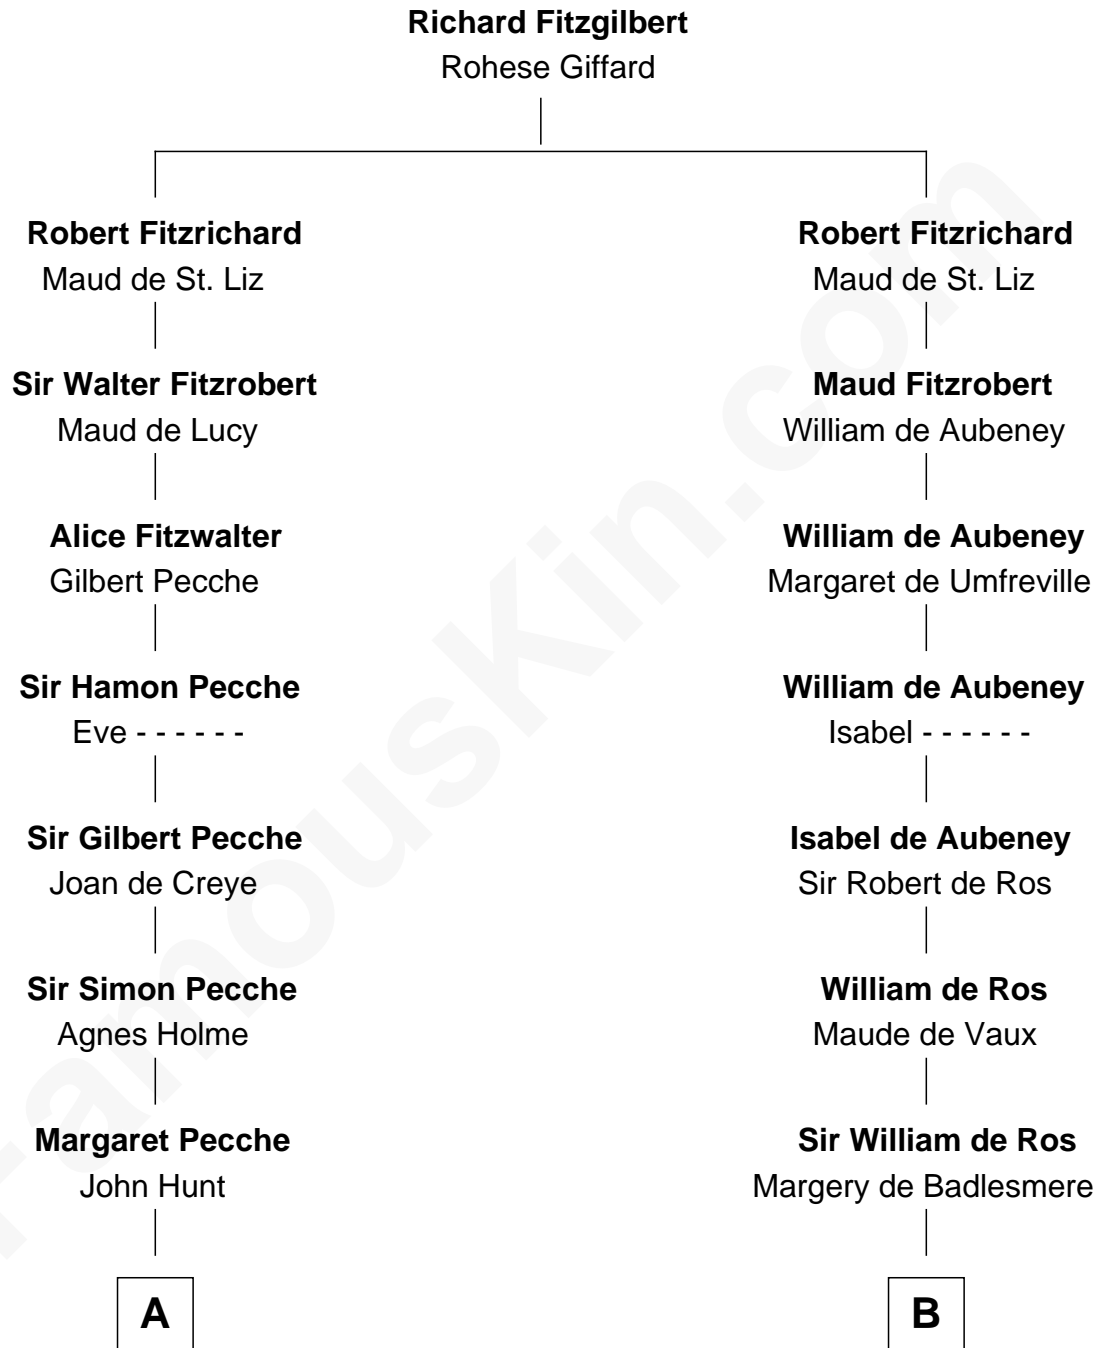 Richard Fitzgilbert
Rohese Giffard
Robert Fitzrichard
Maud de St. Liz
Robert Fitzrichard
Maud de St. Liz
Sir Walter Fitzrobert
Maud de Lucy
Maud Fitzrobert
William de Aubeney
Alice Fitzwalter
Gilbert Pecche
William de Aubeney
Margaret de Umfreville
Sir Hamon Pecche
Eve - - - - - -
William de Aubeney
Isabel - - - - - -
Sir Gilbert Pecche
Joan de Creye
Isabel de Aubeney
Sir Robert de Ros
Sir Simon Pecche
Agnes Holme
William de Ros
Maude de Vaux
Margaret Pecche
John Hunt
Sir William de Ros
Margery de Badlesmere
A
B
FamousKin.com